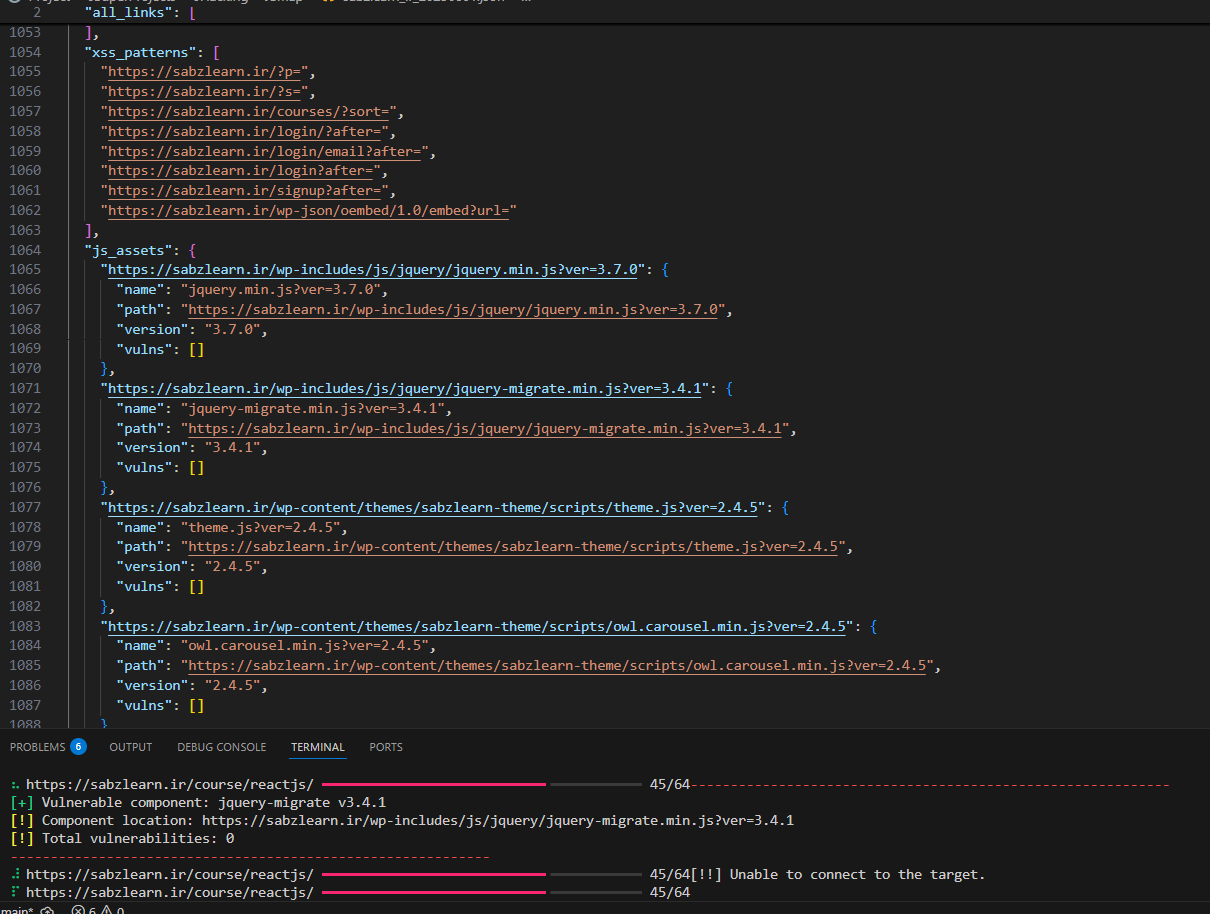 2 "all_links": [
1053 ],
1054 "xss_patterns": [
1055 "https://sabzlearn.ir/?p=",
1056 "https://sabzlearn.ir/?s=",
1057 "https://sabzlearn.ir/courses/?sort=",
1058 "https://sabzlearn.ir/login/?after=",
1059 "https://sabzlearn.ir/login/email?after=",
1060 "https://sabzlearn.ir/login?after=",
1061 "https://sabzlearn.ir/signup?after=",
1062 "https://sabzlearn.ir/wp-json/oembed/1.0/embed?url="
1063 ],
1064 "js_assets": {
1065 "https://sabzlearn.ir/wp-includes/js/jquery/jquery.min.js?ver=3.7.0": {
1066 "name": "jquery.min.js?ver=3.7.0",
1067 "path": "https://sabzlearn.ir/wp-includes/js/jquery/jquery.min.js?ver=3.7.0",
1068 "version": "3.7.0",
1069 "vulns": []
1070 },
1071 "https://sabzlearn.ir/wp-includes/js/jquery/jquery-migrate.min.js?ver=3.4.1": {
1072 "name": "jquery-migrate.min.js?ver=3.4.1",
1073 "path": "https://sabzlearn.ir/wp-includes/js/jquery/jquery-migrate.min.js?ver=3.4.1",
1074 "version": "3.4.1",
1075 "vulns": []
1076 },
1077 "https://sabzlearn.ir/wp-content/themes/sabzlearn-theme/scripts/theme.js?ver=2.4.5": {
1078 "name": "theme.js?ver=2.4.5",
1079 "path": "https://sabzlearn.ir/wp-content/themes/sabzlearn-theme/scripts/theme.js?ver=2.4.5",
1080 "version": "2.4.5",
1081 "vulns": []
1082 },
1083 "https://sabzlearn.ir/wp-content/themes/sabzlearn-theme/scripts/owl.carousel.min.js?ver=2.4.5": {
1084 "name": "owl.carousel.min.js?ver=2.4.5",
1085 "path": "https://sabzlearn.ir/wp-content/themes/sabzlearn-theme/scripts/owl.carousel.min.js?ver=2.4.5",
1086 "version": "2.4.5",
1087 "vulns": []
1088 }
PROBLEMS 6 OUTPUT DEBUG CONSOLE TERMINAL PORTS
https://sabzlearn.ir/course/reactjs/ 45/64------------------------------------------------------------
[+] Vulnerable component: jquery-migrate v3.4.1
[!] Component location: https://sabzlearn.ir/wp-includes/js/jquery/jquery-migrate.min.js?ver=3.4.1
[!] Total vulnerabilities: 0
------------------------------------------------------------
https://sabzlearn.ir/course/reactjs/ 45/64[!!] Unable to connect to the target.
https://sabzlearn.ir/course/reactjs/ 45/64
main* 6 0